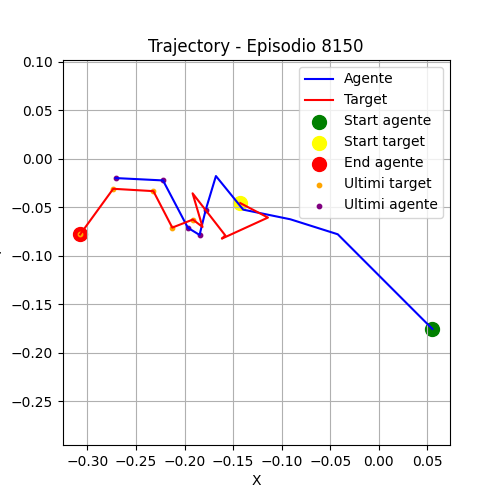 Trajectory - Episodio 8150
0.10
0.05
0.00
−0.05
−0.10
−0.15
−0.20
−0.25
Agente
Target
Start agente
Start target
End agente
Ultimi target
Ultimi agente
−0.30 −0.25 −0.20 −0.15 −0.10 −0.05 0.00 0.05
X